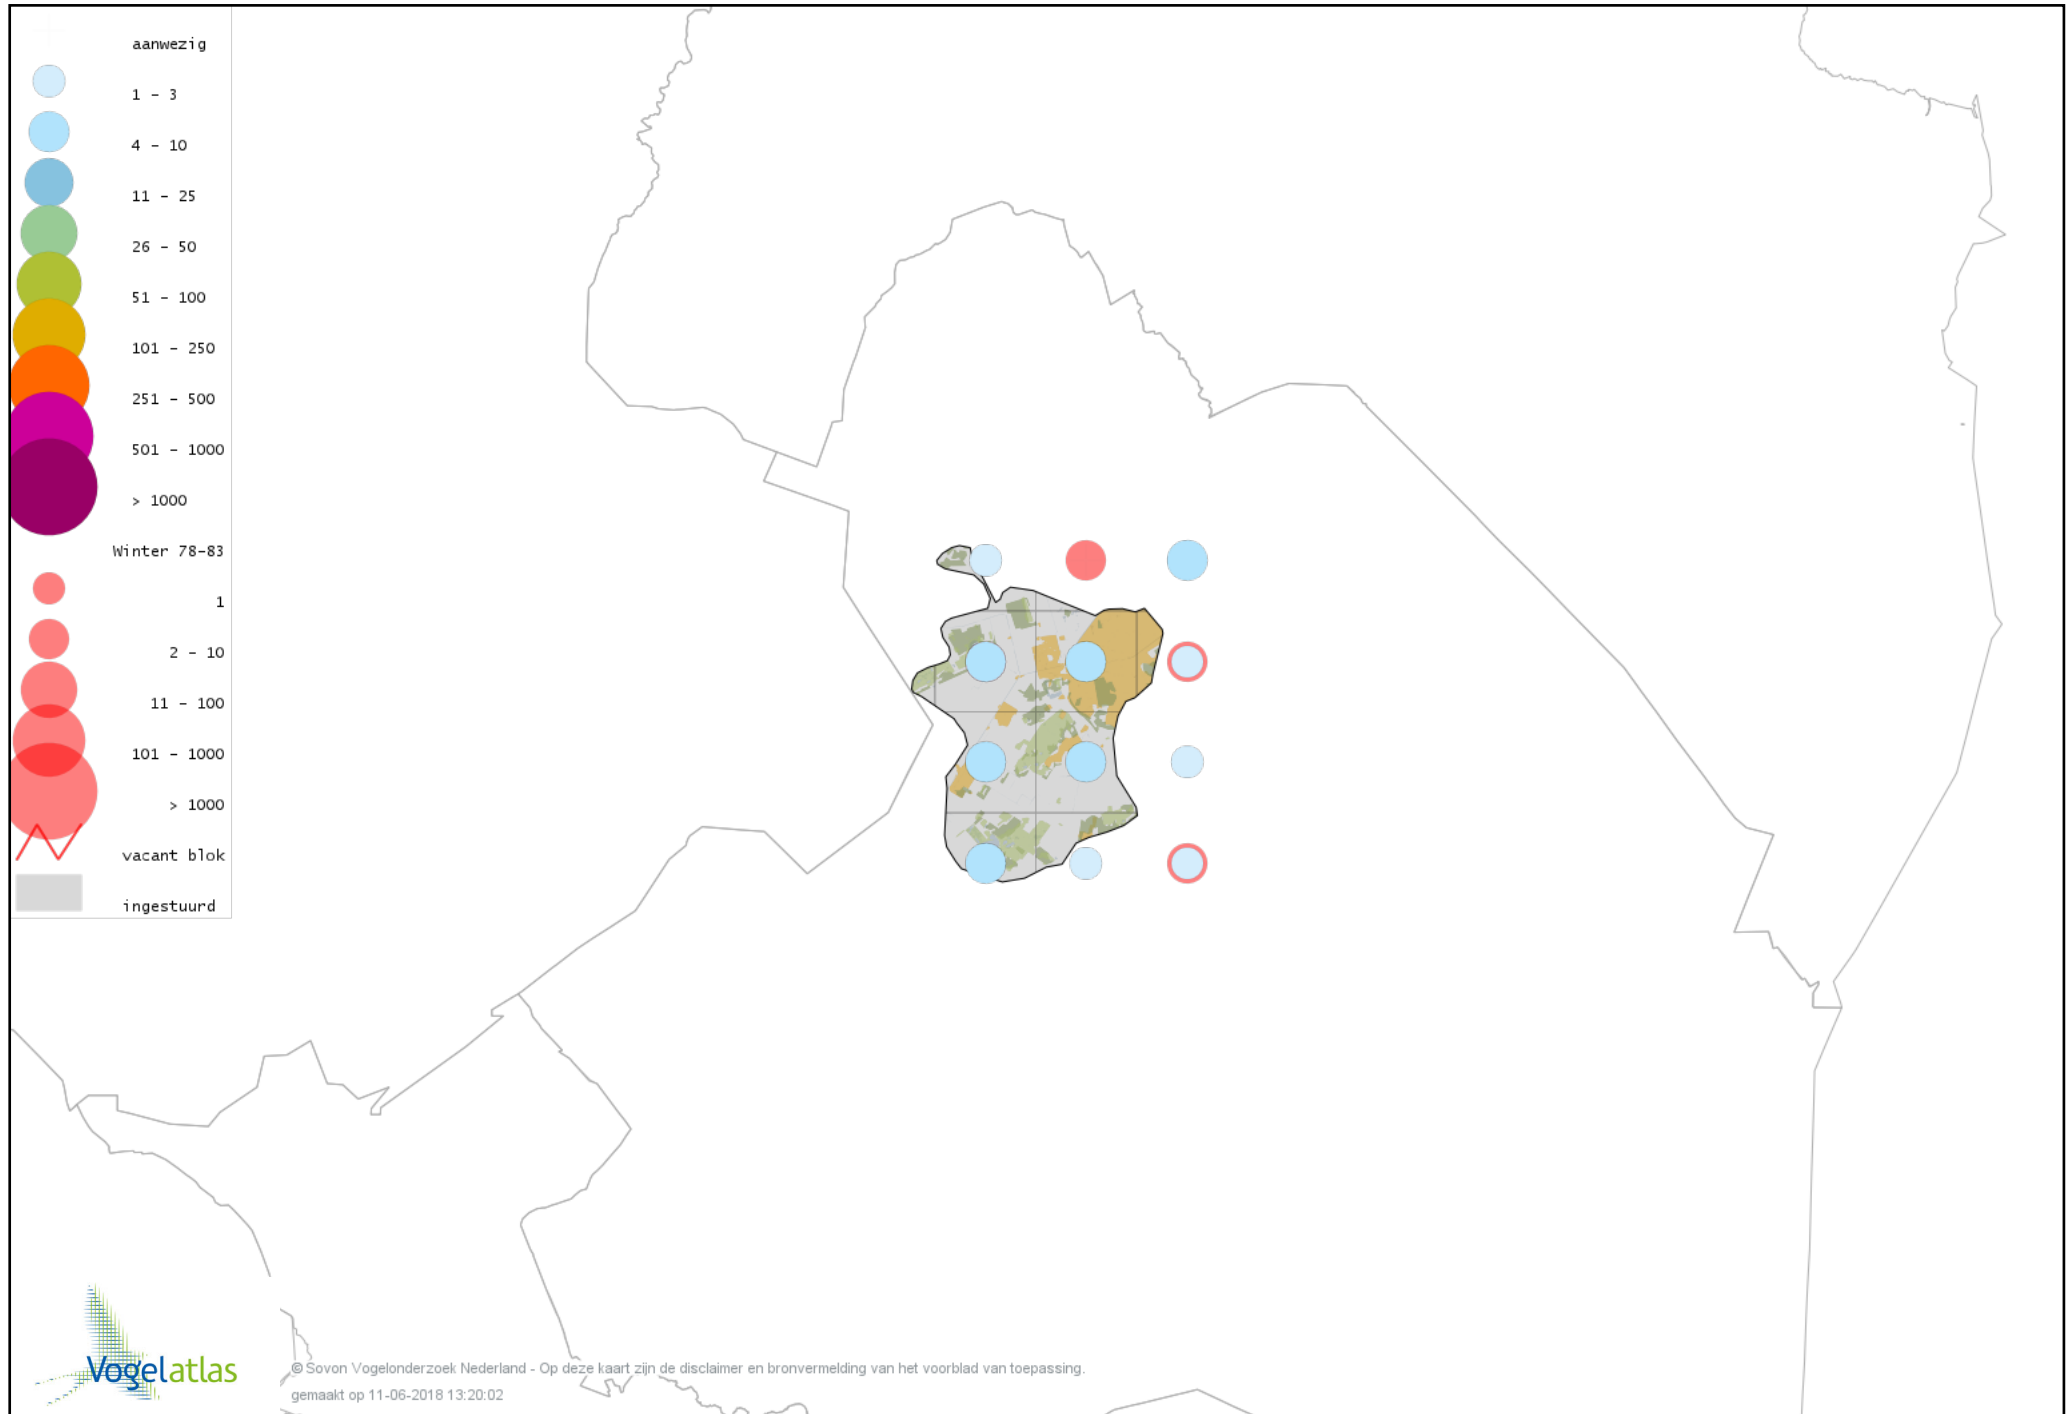 aanwezig
1 – 3
4 – 10
11 – 25
26 – 50
51 – 100
101 – 250
251 – 500
501 – 1000
> 1000
Winter 78-83
1
2 – 10
11 – 100
101 – 1000
> 1000
vacant blok
ingestuurd
Vogelatlas
© Sovon Vogelonderzoek Nederland - Op deze kaart zijn de disclaimer en bronvermelding van het voorblad van toepassing.
gemaakt op 11-06-2018 13:20:02